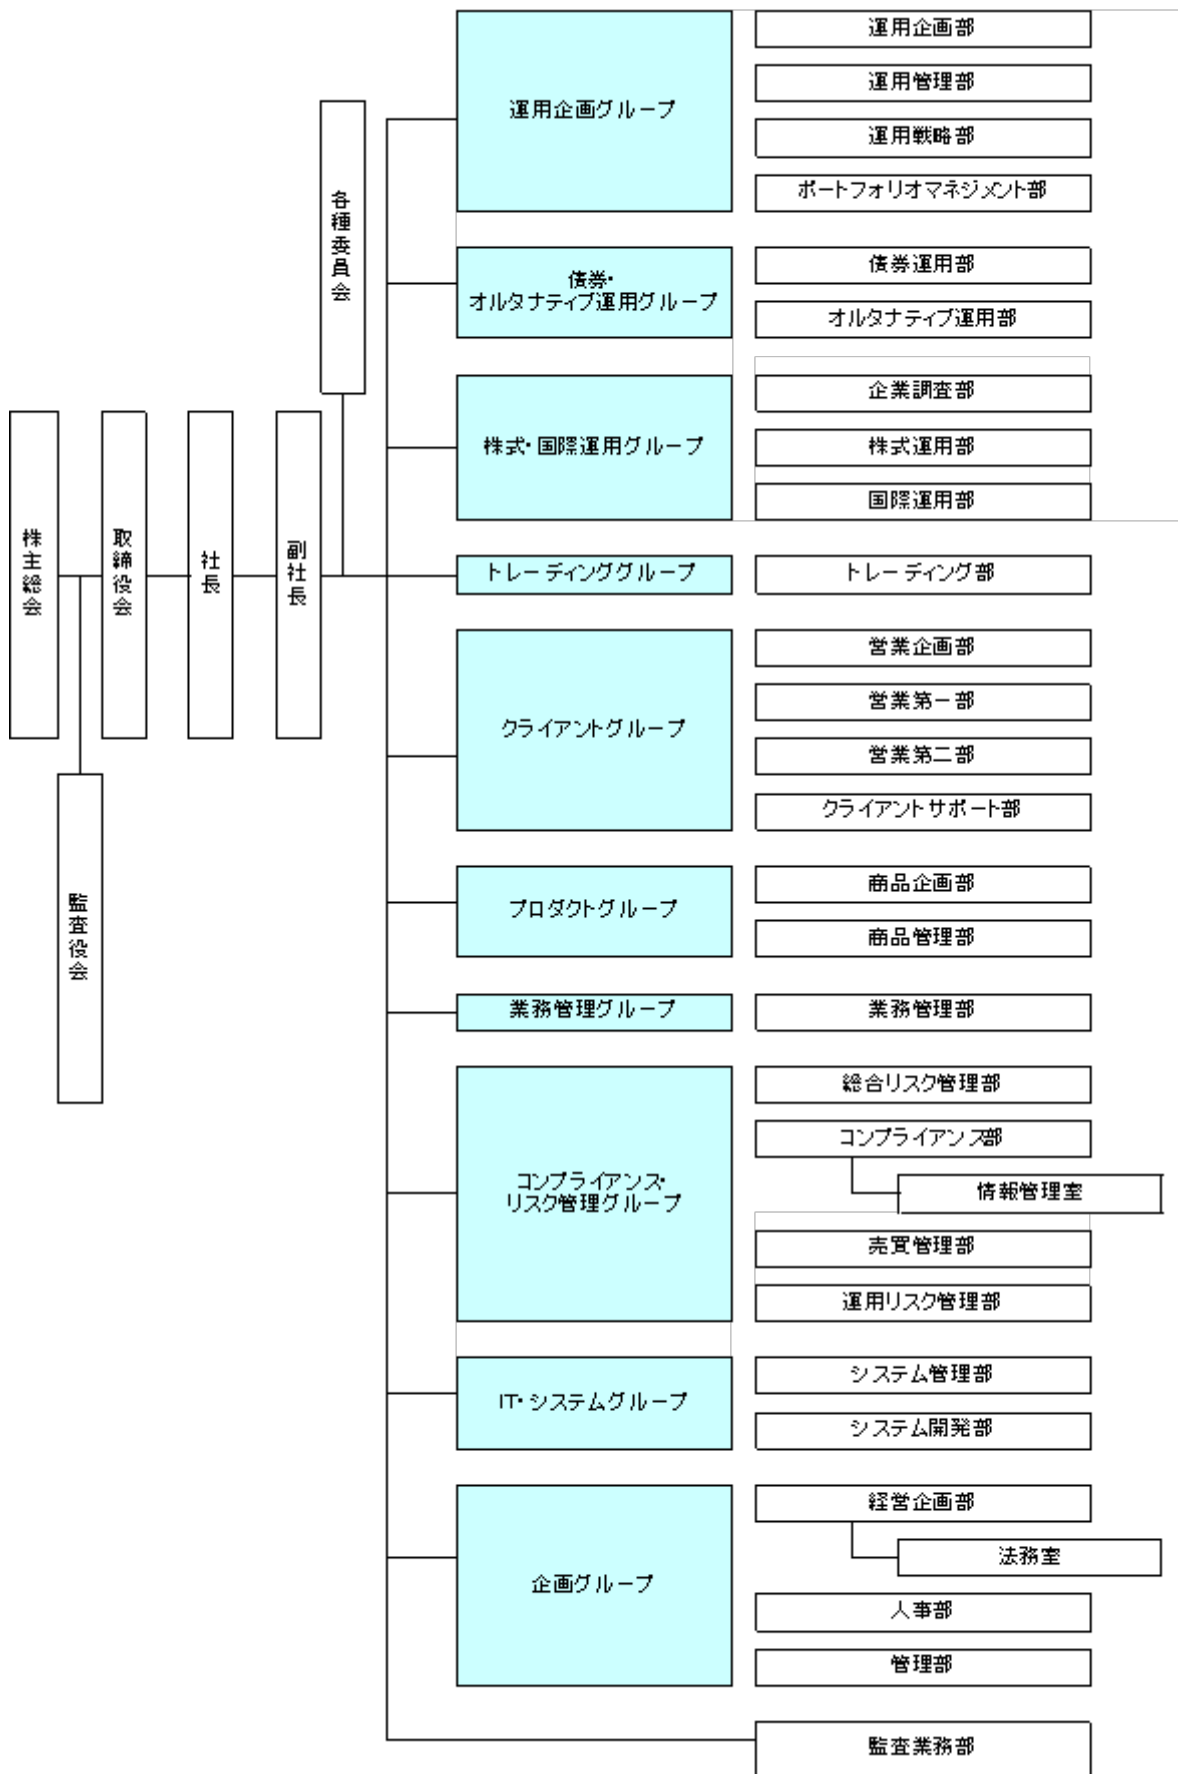 株主総会
監査役会
取締役会
社長
副社長
各種委員会
運用企画グループ
運用企画部
運用管理部
運用戦略部
ポートフォリオマネジメント部
債券・
オルタナティブ運用グループ
債券運用部
オルタナティブ運用部
株式・国際運用グループ
企業調査部
株式運用部
国際運用部
トレーディンググループ
トレーディング部
クライアントグループ
営業企画部
営業第一部
営業第二部
クライアントサポート部
プロダクトグループ
商品企画部
商品管理部
業務管理グループ
業務管理部
コンプライアンス・
リスク管理グループ
総合リスク管理部
コンプライアンス部
情報管理室
売買管理部
運用リスク管理部
IT・システムグループ
システム管理部
システム開発部
企画グループ
経営企画部
法務室
人事部
管理部
監査業務部